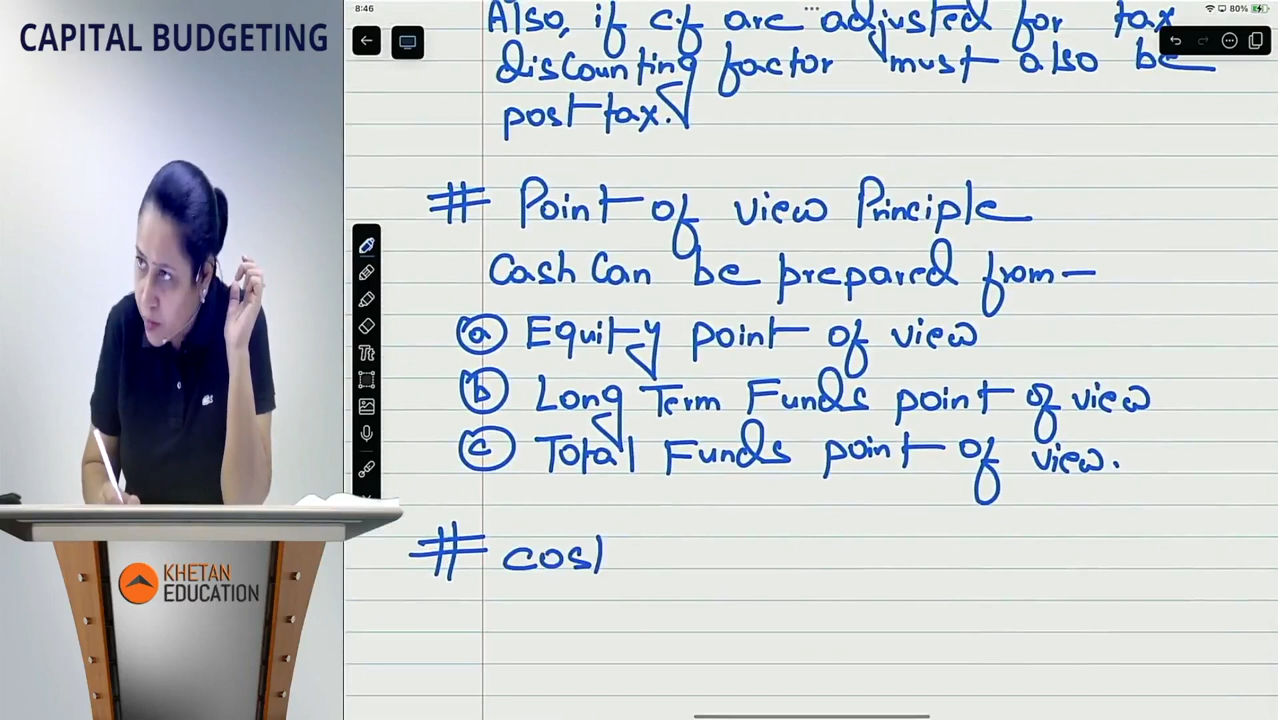 CAPITAL BUDGETING
8:46
80%
Also, if c.f are adjusted for tax
discounting factor must also be
post tax.
# Point of view Principle
Cash Can be prepared from—
(a) Equity point of view
(b) Long Term Funds point of view
(c) Total Funds point of view.
# cost
Tt
KHETAN
EDUCATION